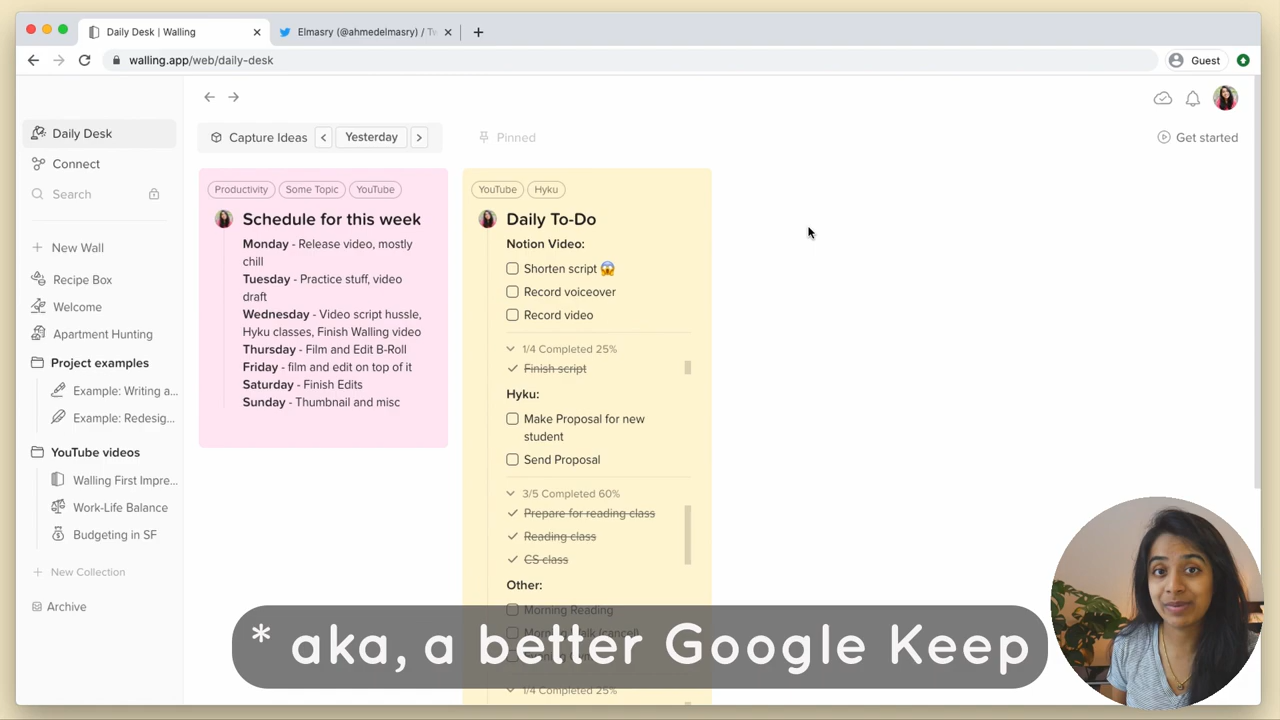 Daily Desk | Walling
Elmasry (@ahmedelmasry) / T
walling.app/web/daily-desk
Guest
Daily Desk
Connect
Search
New Wall
Recipe Box
Welcome
Apartment Hunting
Project examples
Example: Writing a...
Example: Redesig...
YouTube videos
Walling First Impre...
Work-Life Balance
Budgeting in SF
New Collection
Archive
Capture Ideas
Yesterday
Pinned
Get started
Productivity
Some Topic
YouTube
Schedule for this week
Monday - Release video, mostly
chill
Tuesday - Practice stuff, video
draft
Wednesday - Video script hussle,
Hyku classes, Finish Walling video
Thursday - Film and Edit B-Roll
Friday - film and edit on top of it
Saturday - Finish Edits
Sunday - Thumbnail and misc
YouTube
Hyku
Daily To-Do
Notion Video:
Shorten script 😱
Record voiceover
Record video
1/4 Completed 25%
Finish script
Hyku:
Make Proposal for new
student
Send Proposal
3/5 Completed 60%
Prepare for reading class
Reading class
CS class
Other:
Morning Reading
1/4 Completed 25%
* aka, a better Google Keep